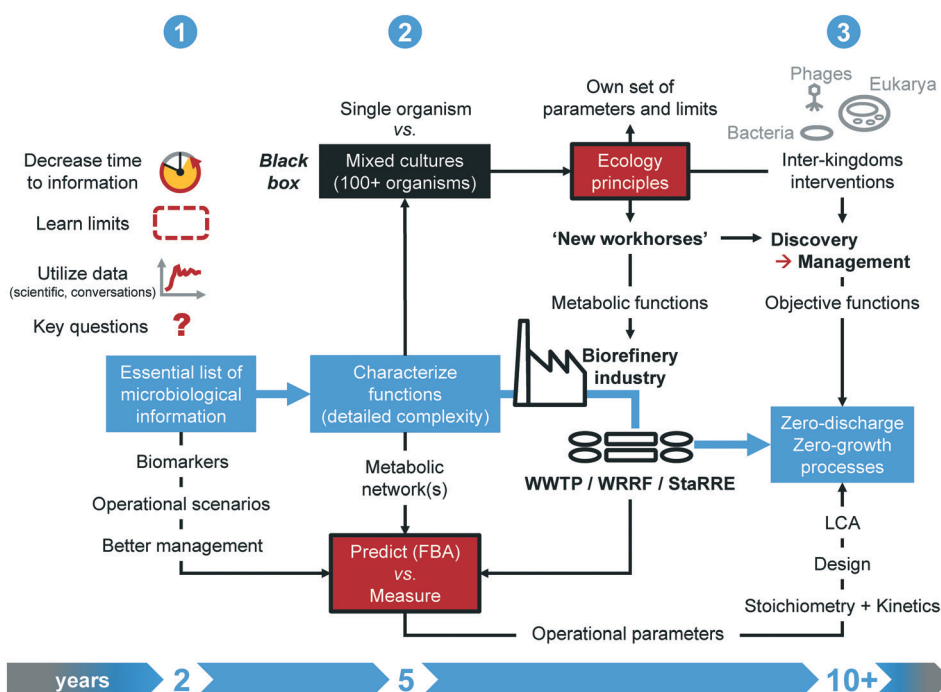 1
2
3
Phages
Eukarya
Bacteria
Own set of
parameters and limits
Single organism
vs.
Black
box
Mixed cultures
(100+ organisms)
Ecology
principles
Inter-kingdoms
interventions
Decrease time
to information
Learn limits
Utilize data
(scientific, conversations)
Key questions
?
'New workhorses'
Discovery
→ Management
Metabolic functions
Objective functions
Biorefinery
industry
Essential list of
microbiological
information
Characterize
functions
(detailed complexity)
Zero-discharge
Zero-growth
processes
WWTP / WRRF / StaRRE
Biomarkers
Operational scenarios
Better management
Metabolic
network(s)
Predict (FBA)
vs.
Measure
LCA
Design
Stoichiometry + Kinetics
Operational parameters
years
2
5
10+